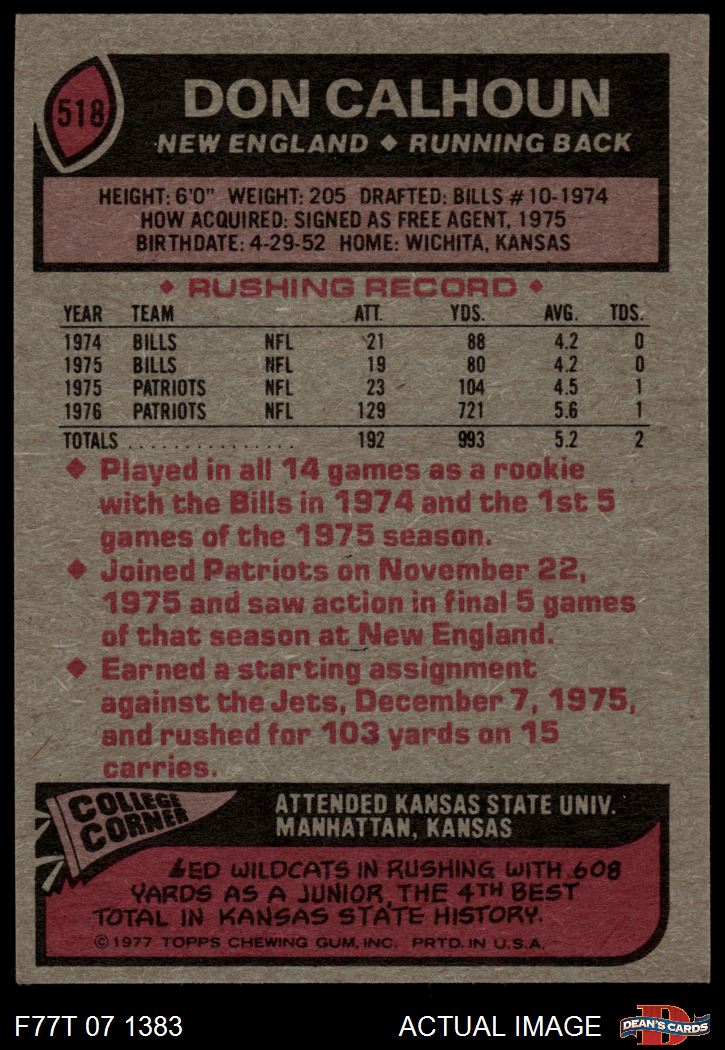 518
DON CALHOUN
NEW ENGLAND ◆ RUNNING BACK
HEIGHT: 6'0" WEIGHT: 205 DRAFTED: BILLS #10-1974
HOW ACQUIRED: SIGNED AS FREE AGENT, 1975
BIRTHDATE: 4-29-52 HOME: WICHITA, KANSAS
◆ RUSHING RECORD ◆
YEAR TEAM ATT. YDS. AVG. TDS.
1974 BILLS NFL 21 88 4.2 0
1975 BILLS NFL 19 80 4.2 0
1975 PATRIOTS NFL 23 104 4.5 1
1976 PATRIOTS NFL 129 721 5.6 1
TOTALS ................ 192 993 5.2 2
◆ Played in all 14 games as a rookie
with the Bills in 1974 and the 1st 5
games of the 1975 season.
◆ Joined Patriots on November 22,
1975 and saw action in final 5 games
of that season at New England.
◆ Earned a starting assignment
against the Jets, December 7, 1975,
and rushed for 103 yards on 15
carries.
COLLEGE
CORNER
ATTENDED KANSAS STATE UNIV.
MANHATTAN, KANSAS
LED WILDCATS IN RUSHING WITH 608
YARDS AS A JUNIOR, THE 4TH BEST
TOTAL IN KANSAS STATE HISTORY.
© 1977 TOPPS CHEWING GUM, INC. PRTD. IN U.S.A.
F77T 07 1383 ACTUAL IMAGE
D
DEAN'S CARDS